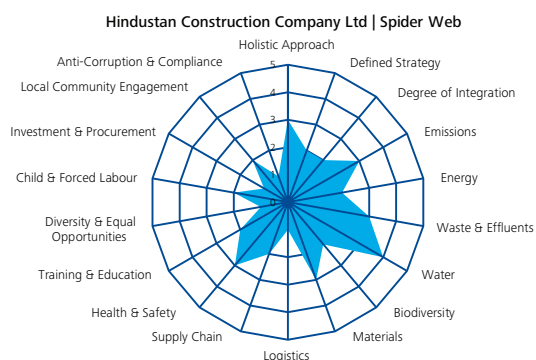 Hindustan Construction Company Ltd | Spider Web
Holistic Approach
Defined Strategy
Degree of Integration
Emissions
Energy
Waste & Effluents
Water
Biodiversity
Materials
Logistics
Supply Chain
Health & Safety
Training & Education
Diversity & Equal
Opportunities
Child & Forced Labour
Investment & Procurement
Local Community Engagement
Anti-Corruption & Compliance
5
4
3
2
1
0